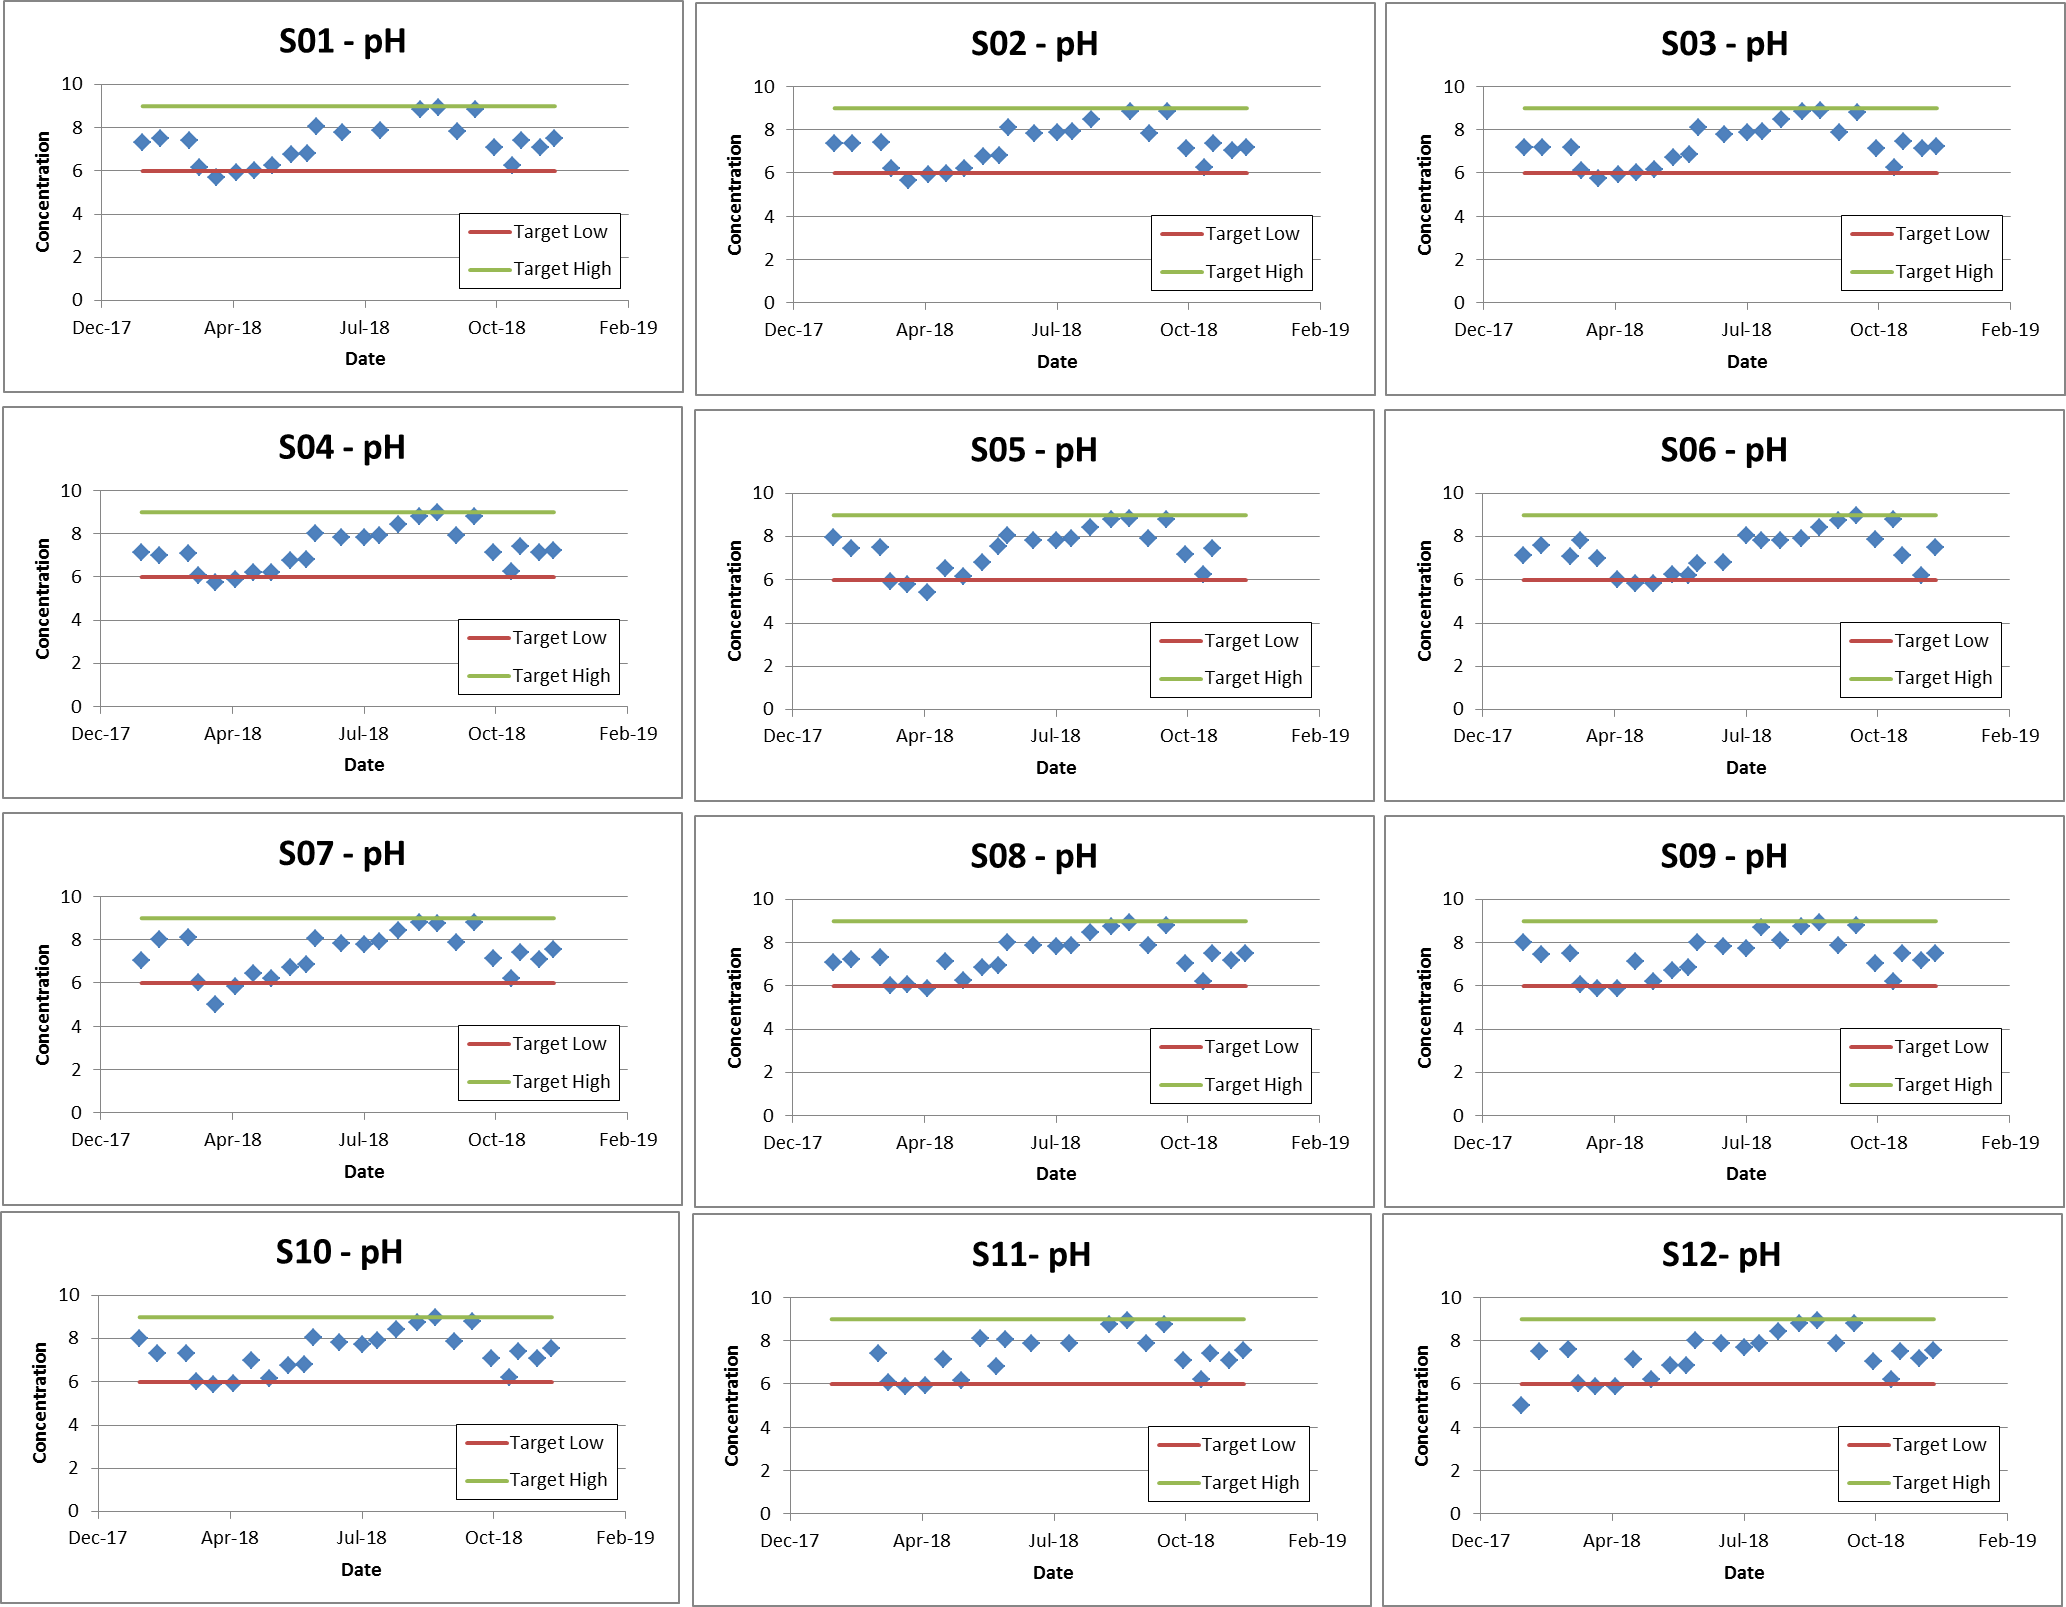 S01 - pH
10
8
6
4
2
0
Concentration
Target Low
Target High
Dec-17 Apr-18 Jul-18 Oct-18 Feb-19
Date
S02 - pH
10
8
6
4
2
0
Concentration
Target Low
Target High
Dec-17 Apr-18 Jul-18 Oct-18 Feb-19
Date
S03 - pH
10
8
6
4
2
0
Concentration
Target Low
Target High
Dec-17 Apr-18 Jul-18 Oct-18 Feb-19
Date
S04 - pH
10
8
6
4
2
0
Concentration
Target Low
Target High
Dec-17 Apr-18 Jul-18 Oct-18 Feb-19
Date
S05 - pH
10
8
6
4
2
0
Concentration
Target Low
Target High
Dec-17 Apr-18 Jul-18 Oct-18 Feb-19
Date
S06 - pH
10
8
6
4
2
0
Concentration
Target Low
Target High
Dec-17 Apr-18 Jul-18 Oct-18 Feb-19
Date
S07 - pH
10
8
6
4
2
0
Concentration
Target Low
Target High
Dec-17 Apr-18 Jul-18 Oct-18 Feb-19
Date
S08 - pH
10
8
6
4
2
0
Concentration
Target Low
Target High
Dec-17 Apr-18 Jul-18 Oct-18 Feb-19
Date
S09 - pH
10
8
6
4
2
0
Concentration
Target Low
Target High
Dec-17 Apr-18 Jul-18 Oct-18 Feb-19
Date
S10 - pH
10
8
6
4
2
0
Concentration
Target Low
Target High
Dec-17 Apr-18 Jul-18 Oct-18 Feb-19
Date
S11- pH
10
8
6
4
2
0
Concentration
Target Low
Target High
Dec-17 Apr-18 Jul-18 Oct-18 Feb-19
Date
S12- pH
10
8
6
4
2
0
Concentration
Target Low
Target High
Dec-17 Apr-18 Jul-18 Oct-18 Feb-19
Date